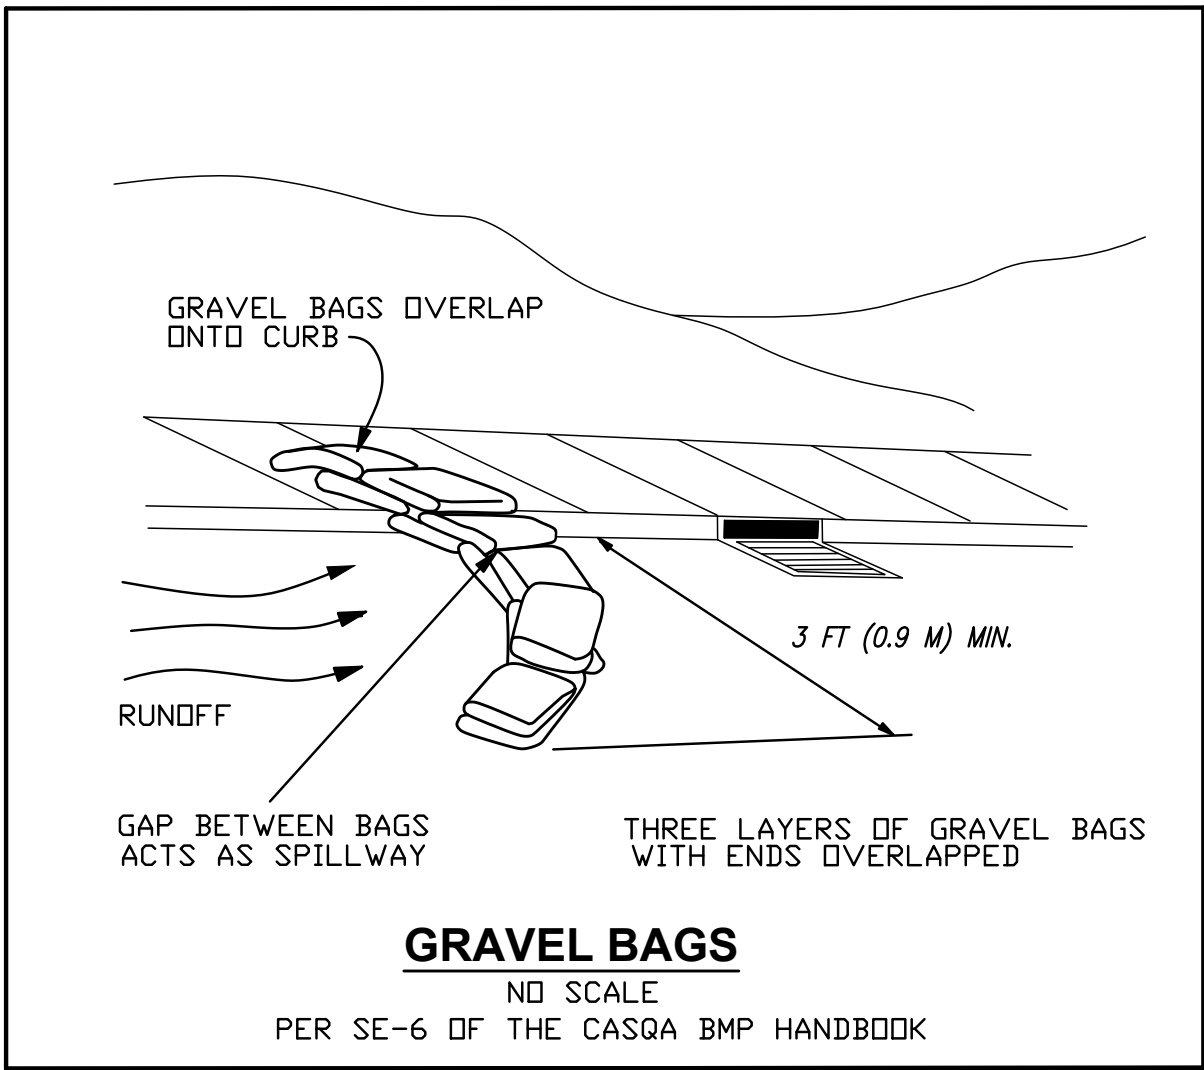 GRAVEL BAGS OVERLAP
ONTO CURB
3 FT (0.9 M) MIN.
RUNOFF
GAP BETWEEN BAGS
ACTS AS SPILLWAY
THREE LAYERS OF GRAVEL BAGS
WITH ENDS OVERLAPPED
GRAVEL BAGS
NO SCALE
PER SE-6 OF THE CASQA BMP HANDBOOK